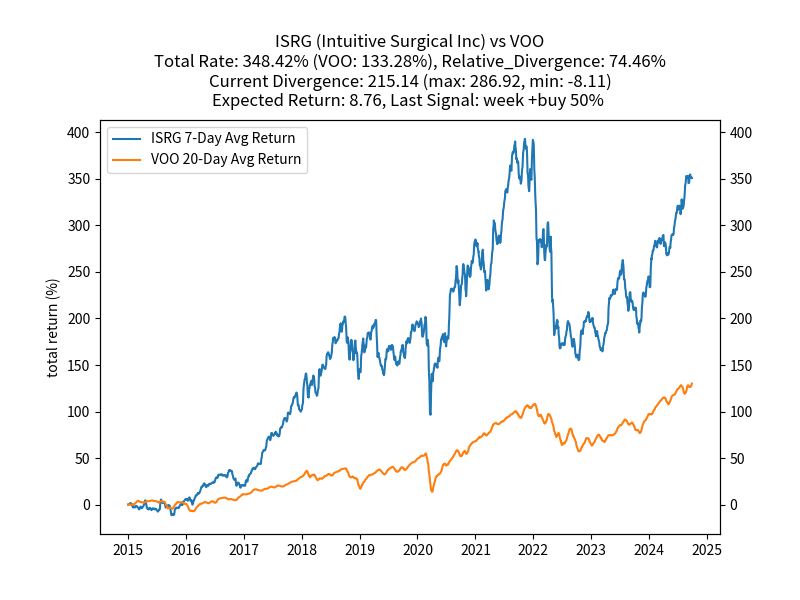 ISRG (Intuitive Surgical Inc) vs VOO
Total Rate: 348.42% (VOO: 133.28%), Relative_Divergence: 74.46%
Current Divergence: 215.14 (max: 286.92, min: -8.11)
Expected Return: 8.76, Last Signal: week +buy 50%
ISRG 7-Day Avg Return
VOO 20-Day Avg Return
total return (%)
400
350
300
250
200
150
100
50
0
400
350
300
250
200
150
100
50
0
2015 2016 2017 2018 2019 2020 2021 2022 2023 2024 2025